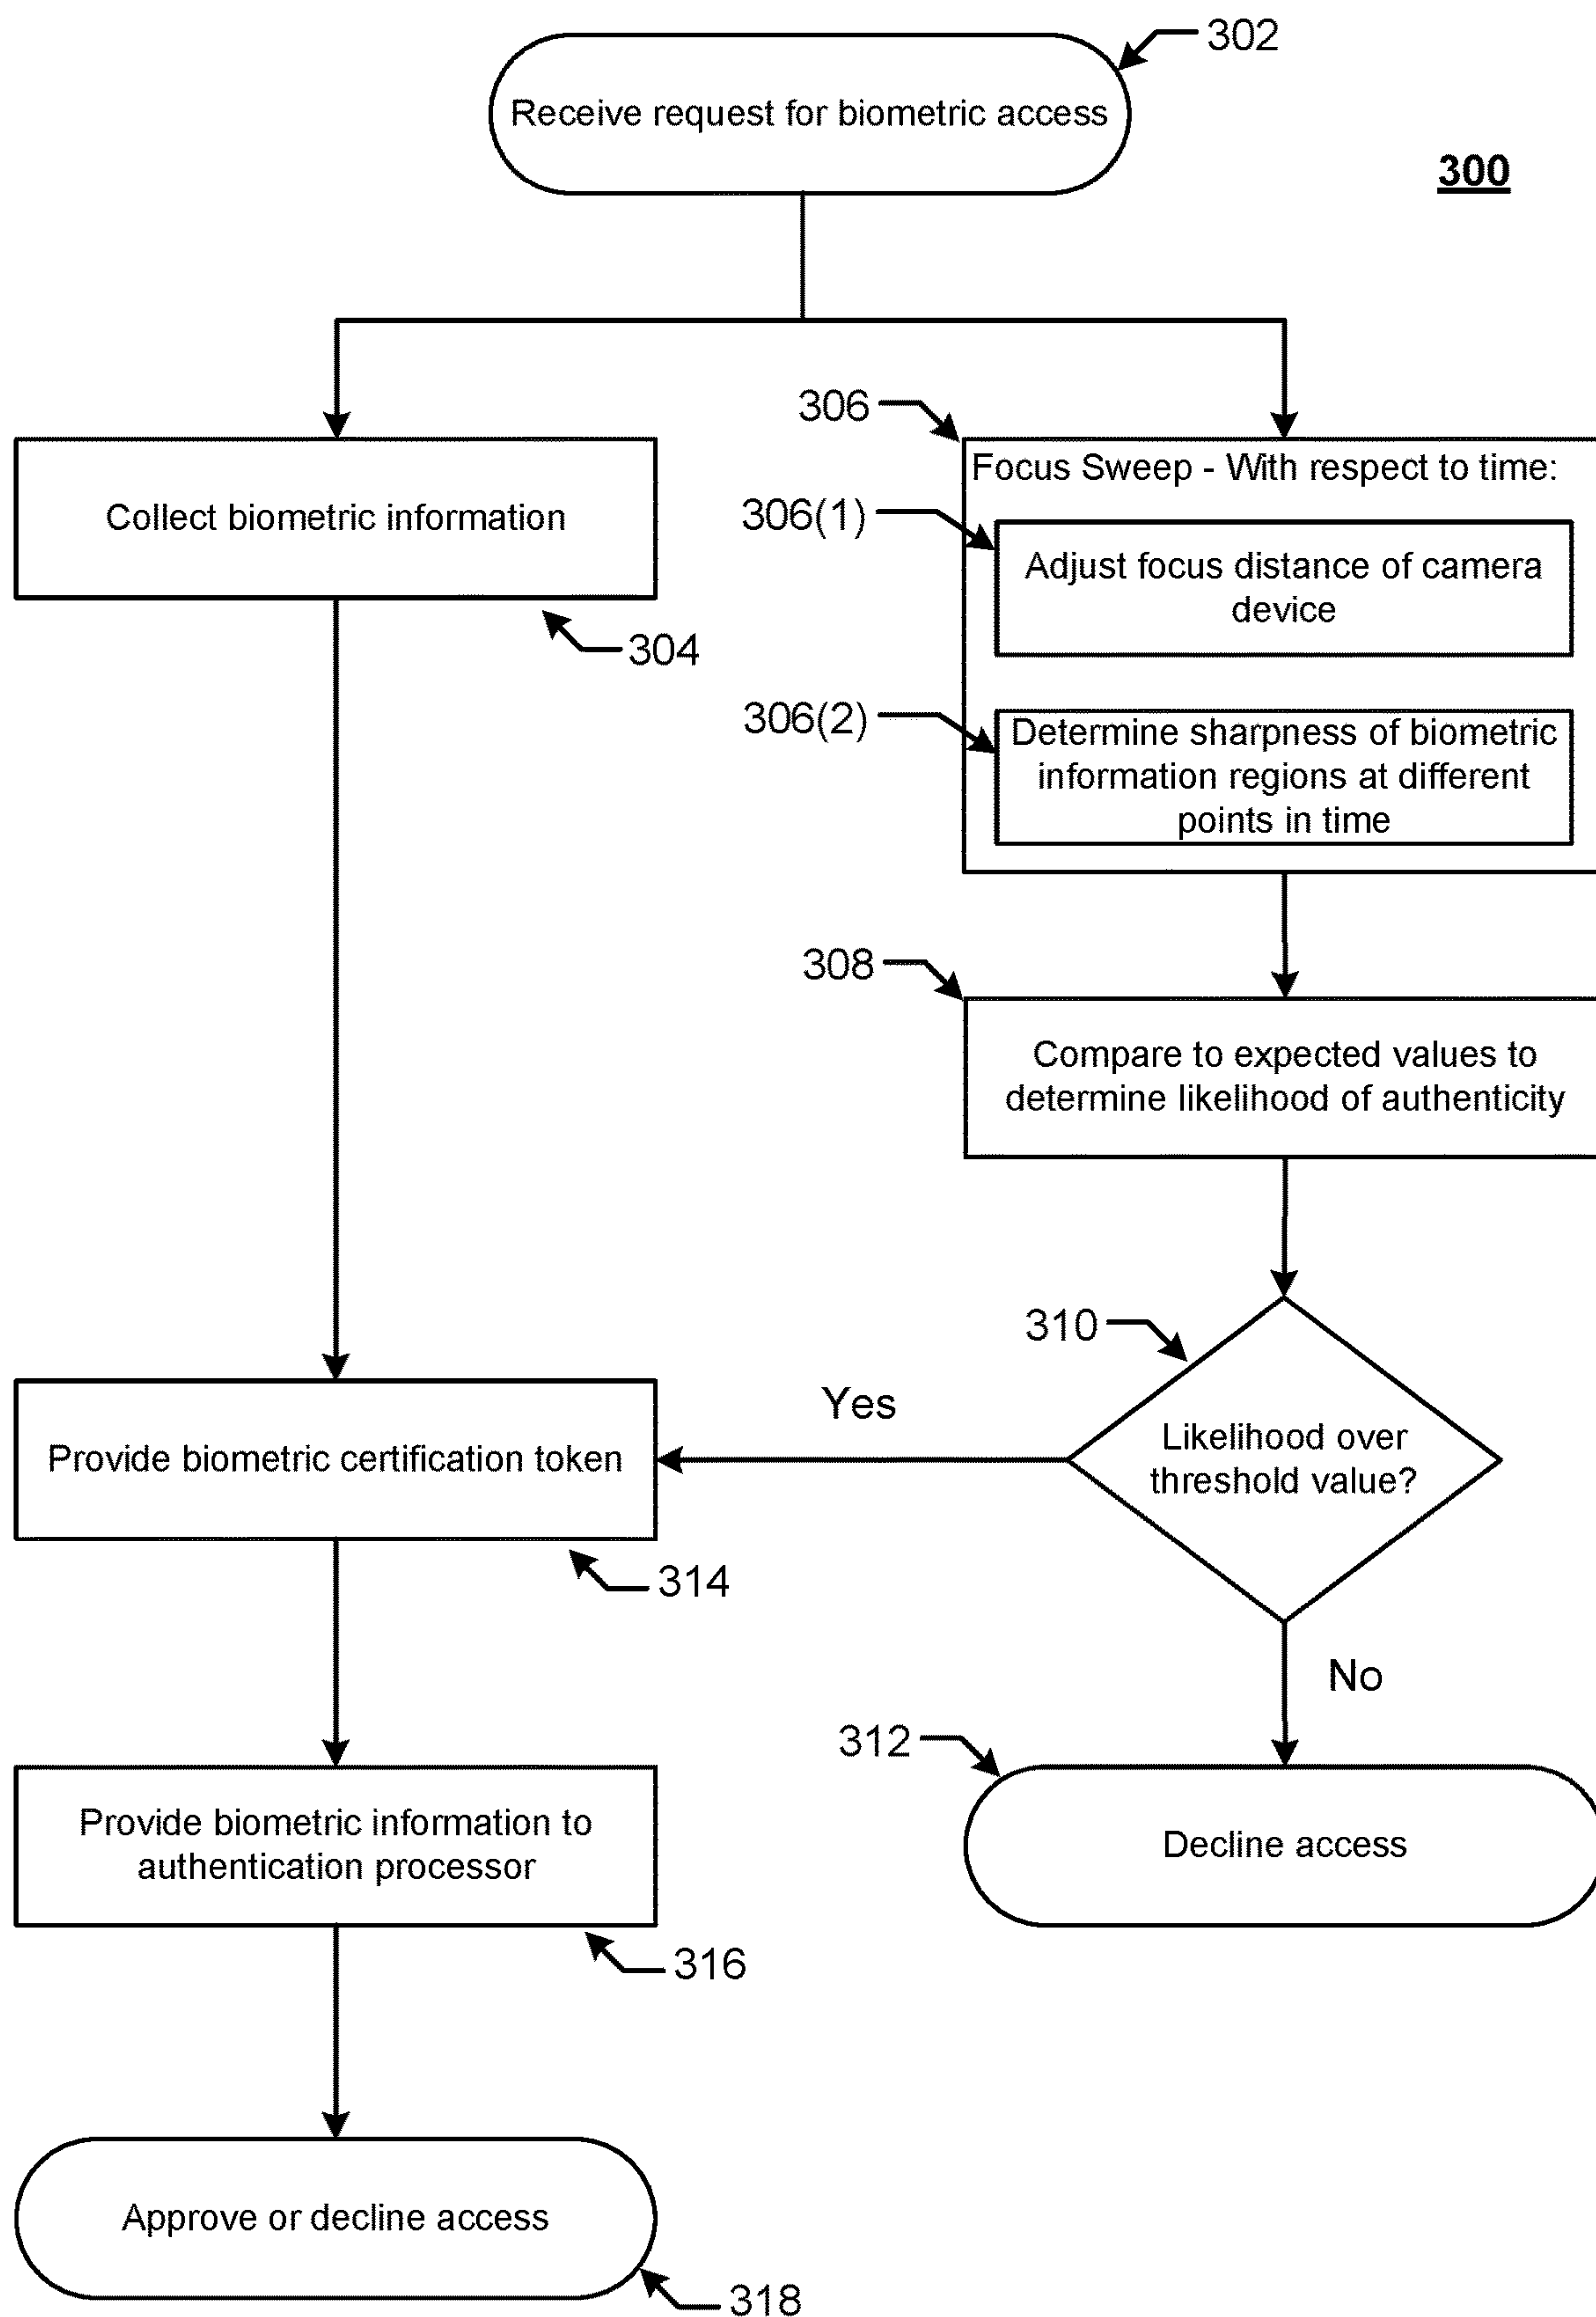 302
Receive request for biometric access
300
306
Focus Sweep - With respect to time:
306(1)
Adjust focus distance of camera
device
Collect biometric information
304
306(2)
Determine sharpness of biometric
information regions at different
points in time
308
Compare to expected values to
determine likelihood of authenticity
310
Likelihood over
threshold value?
Yes
Provide biometric certification token
314
No
312
Decline access
Provide biometric information to
authentication processor
316
Approve or decline access
318